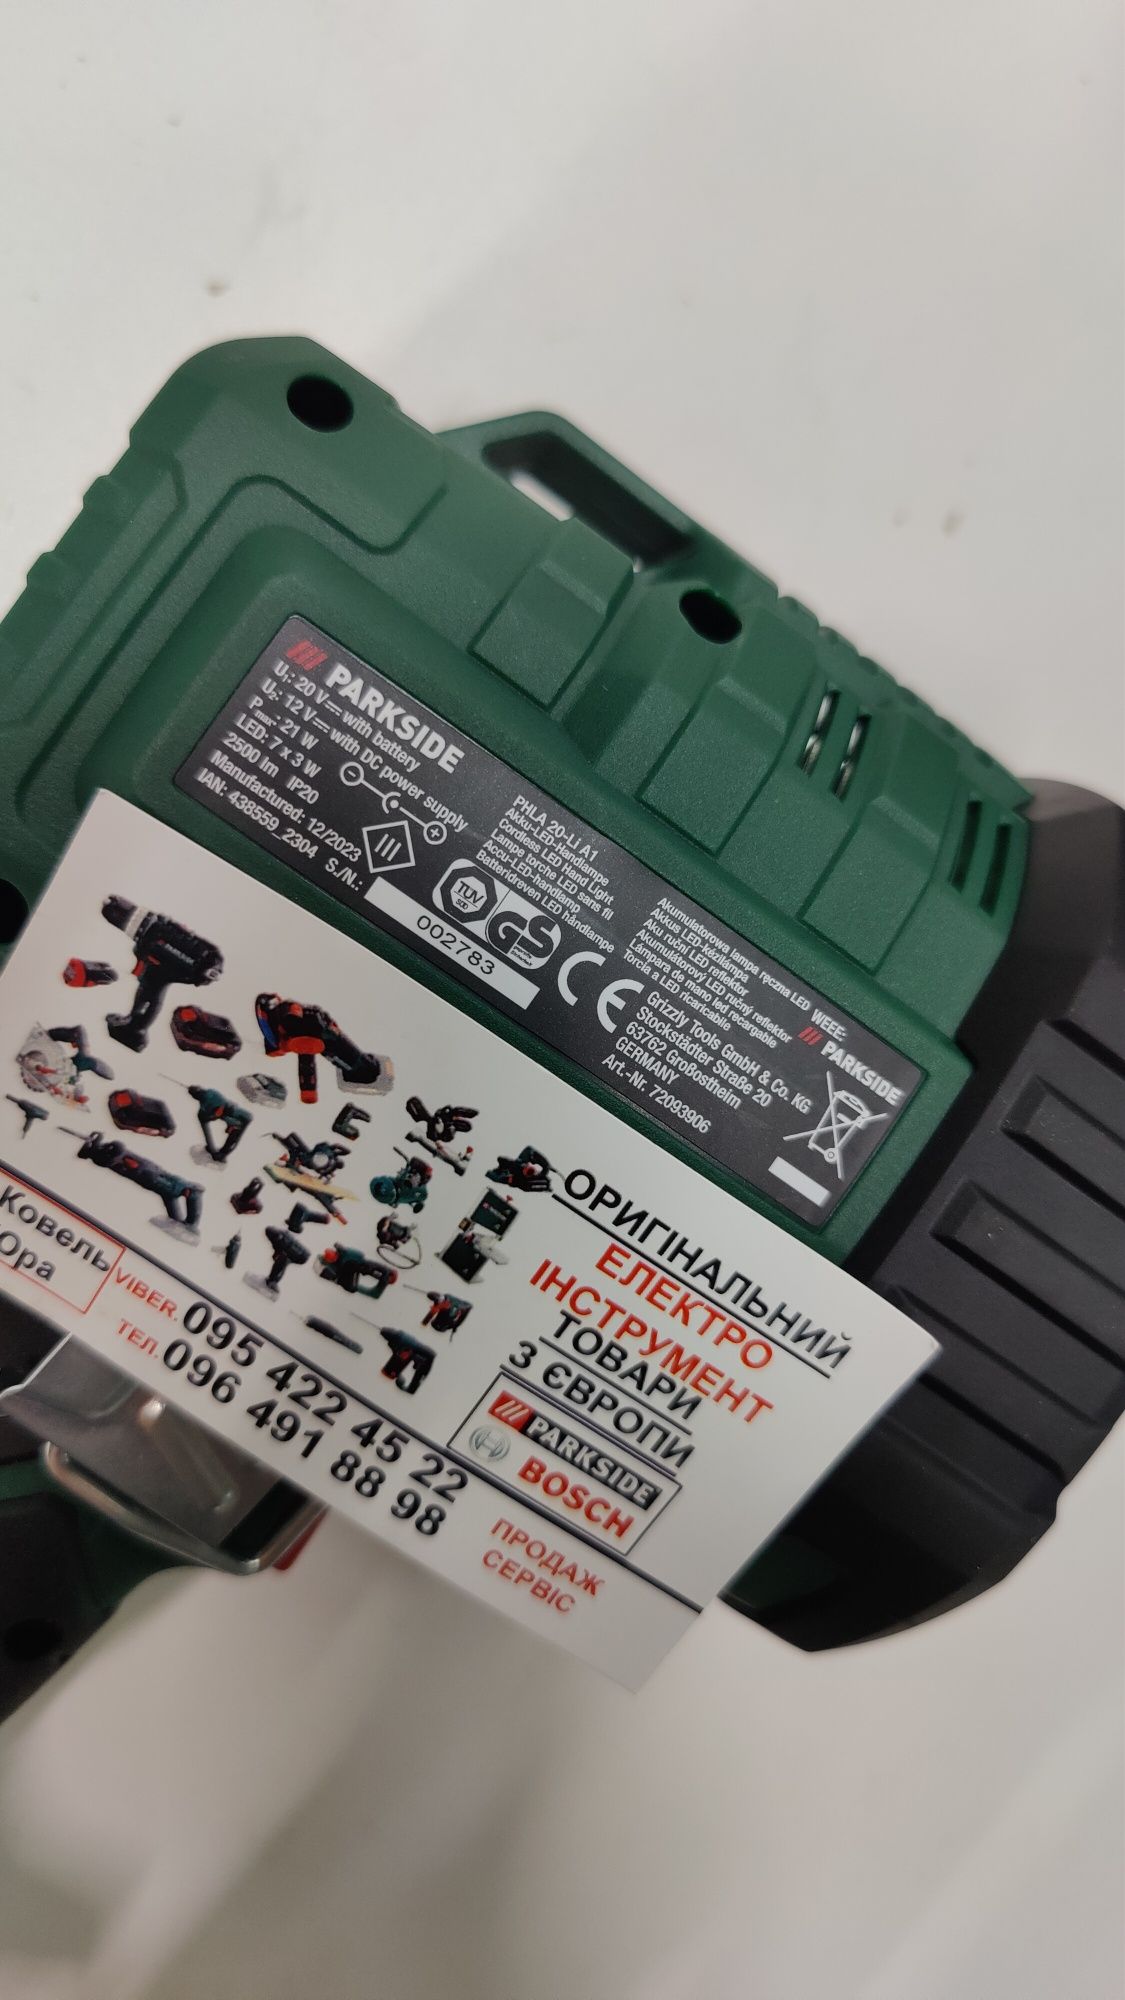 PARKSIDE
U₁: 20 V⎓ with battery
U₂: 12 V⎓ with DC power supply
Pmax: 21 W
LED: 7 x 3 W
2500 lm IP20
Manufactured: 12/2023
IAN: 438559_2304 S./N.:
002783
PHLA 20-Li A1
Akku-LED-Handlampe
Cordless LED Hand Light
Lampe torche LED sans fil
Accu-LED-handlamp
Batteridreven LED håndlampe
TÜV
SÜD
GS
CE
Akumulatorowa lampa ręczna LED
Akkus LED-kézilámpa
Aku ruční LED reflektor
Akumulátorový LED ručný reflektor
Lámpara de mano led recargable
Torcia a LED ricaricabile
Grizzly Tools GmbH & Co. KG
Stockstädter Straße 20
63762 Großostheim
GERMANY
Art.-Nr. 72093906
WEEE:
PARKSIDE
ОРИГІНАЛЬНИЙ
ЕЛЕКТРО
ІНСТРУМЕНТ
ТОВАРИ
З ЄВРОПИ
PARKSIDE
BOSCH
ПРОДАЖ
СЕРВІС
Ковель
Юра
VIBER. 095 422 45 22
ТЕЛ. 096 491 88 98